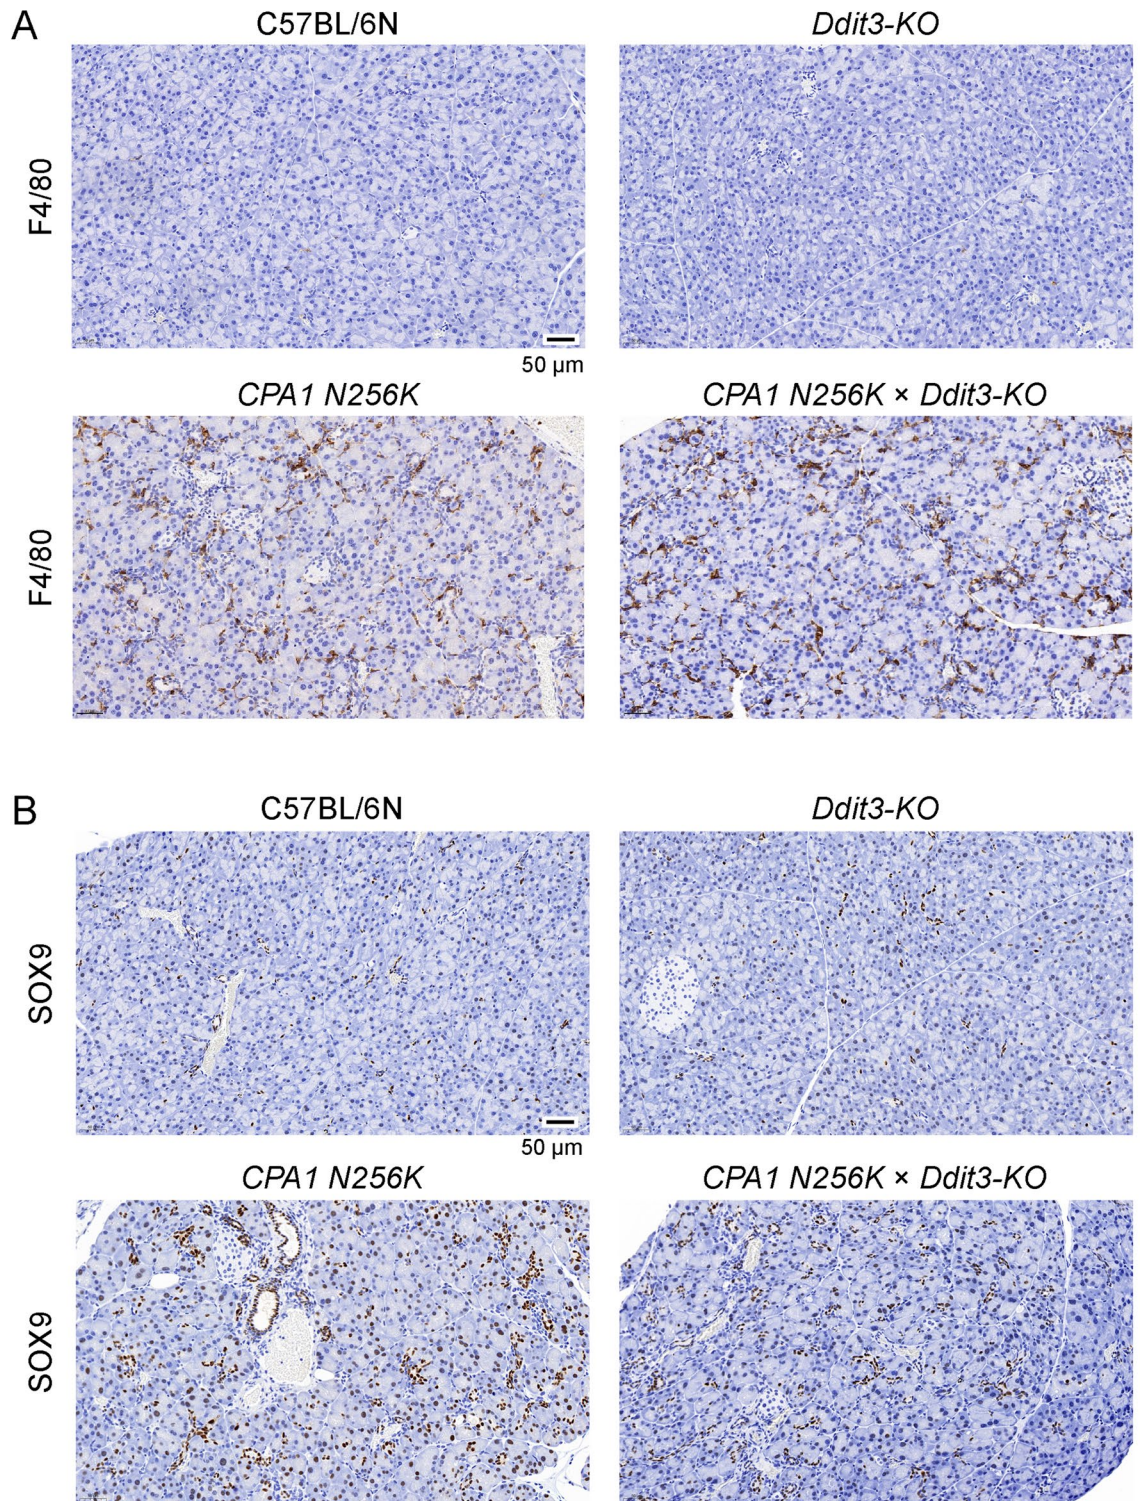 A
C57BL/6N
Ddit3-KO
F4/80
50 µm
CPA1 N256K
CPA1 N256K × Ddit3-KO
F4/80
B
C57BL/6N
Ddit3-KO
SOX9
50 µm
CPA1 N256K
CPA1 N256K × Ddit3-KO
SOX9